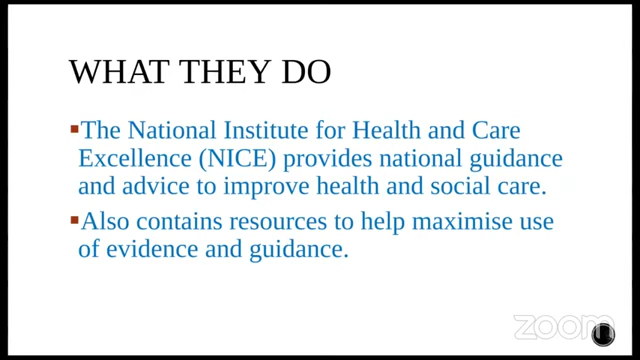 WHAT THEY DO
The National Institute for Health and Care
Excellence (NICE) provides national guidance
and advice to improve health and social care.
Also contains resources to help maximise use
of evidence and guidance.
zoom